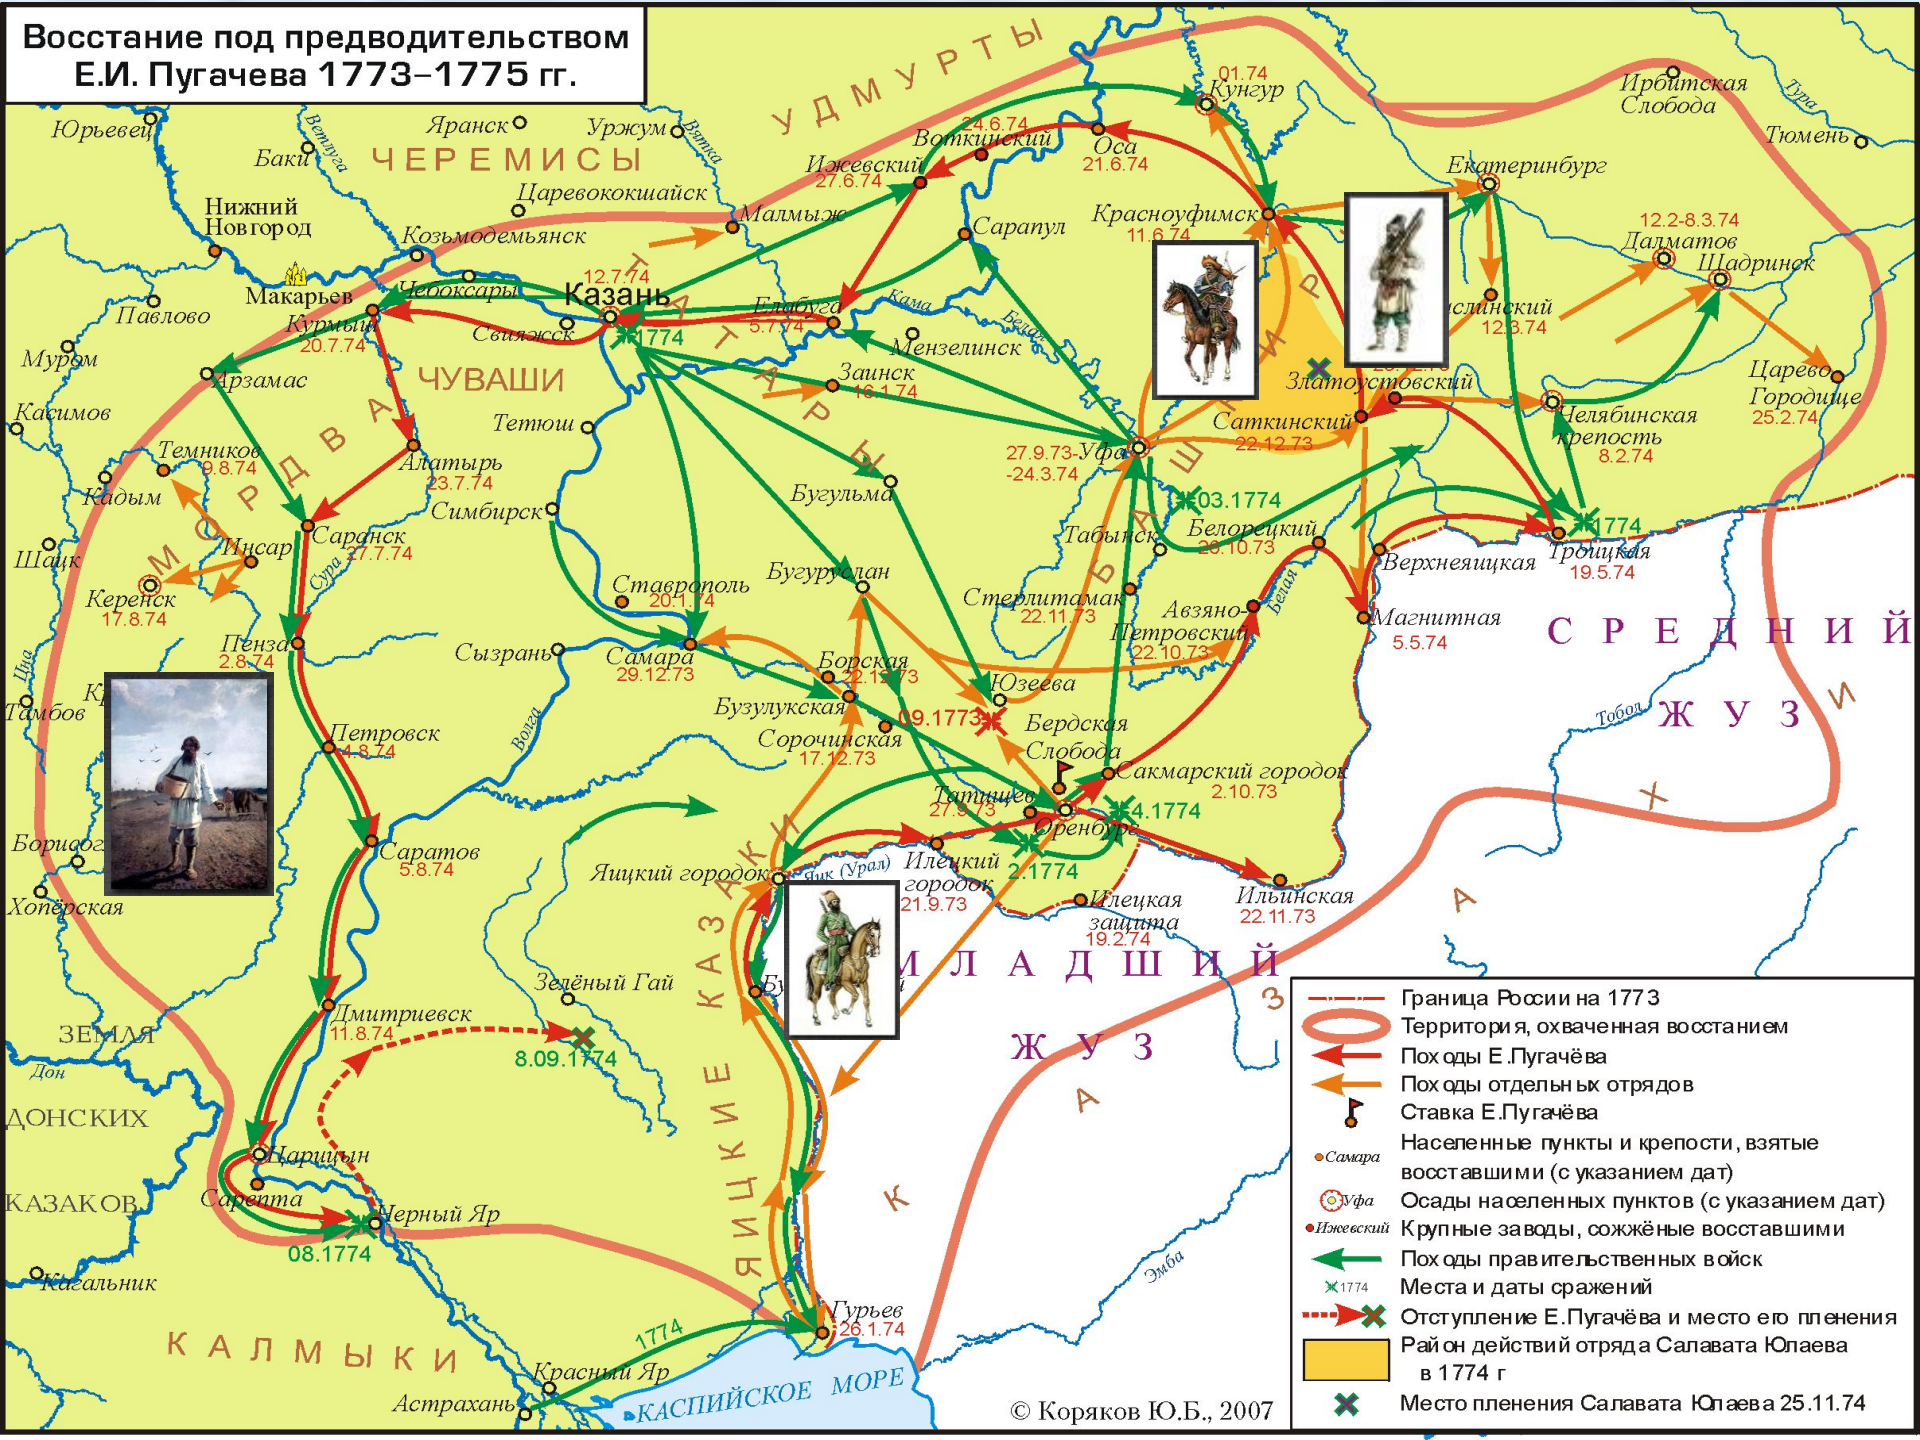 Восстание под предводительством
Е.И. Пугачева 1773–1775 гг.
УДМУРТЫ
01.74
Кунгур
Ирбитская
Слобода
Тура
Тюмень
Юрьевец
Ветлуга
Баки
Яранск
Уржум
Вятка
ЧЕРЕМИСЫ
24.6.74
Воткинский
Оса
21.6.74
Ижевский
27.6.74
Екатеринбург
Царевококшайск
Нижний
Новгород
Малмыж
Сарапул
Красноуфимск
11.6.74
12.2-8.3.74
Далматов
Шадринск
Козьмодемьянск
12.7.74
Казань
Макарьев
Чебоксары
Елабуга
5.7.74
Кама
Белая
Павлово
Курмыш
20.7.74
Свияжск
1774
ТАТАРЫ
Мензелинск
12.3.74
Муром
Арзамас
ЧУВАШИ
Заинск
16.1.74
Златоустовский
Царево
Городище
25.2.74
Касимов
Тетюш
Саткинский
22.12.73
Челябинская
крепость
8.2.74
Темников
9.8.74
МОРДВА
Алатырь
23.7.74
27.9.73-
-24.3.74
Уфа
БАШКИРЫ
Кадым
Симбирск
Бугульма
03.1774
Табынск
Белорецкий
20.10.73
1774
Троицкая
19.5.74
Шацк
Инсар
Саранск
27.7.74
Сура
Верхнеяицкая
Керенск
17.8.74
Ставрополь
20.1.74
Бугуруслан
Стерлитамак
22.11.73
Авзяно-
Петровский
22.10.73
Белая
Магнитная
5.5.74
СРЕДНИЙ
ЖУЗ
Цна
Пенза
2.8.74
Сызрань
Самара
29.12.73
Борская
22.12.73
Юзеева
Тобол
Тамбов
Бузулукская
09.1773
Бердская
Слобода
Петровск
4.8.74
Волга
Сорочинская
17.12.73
Сакмарский городок
2.10.73
Татищев
27.9.73
4.1774
Оренбург
Саратов
5.8.74
Яицкий городок
Яик (Урал)
Илецкий
городок
21.9.73
2.1774
Илецкая
защита
19.2.74
Ильинская
22.11.73
Хопёрская
КАЗАХИ
МЛАДШИЙ
ЖУЗ
Зелёный Гай
ЯИЦКИЕ КАЗАКИ
ЗЕМЛЯ
ДОНСКИХ
КАЗАКОВ
Дон
Дмитриевск
11.8.74
8.09.1774
Царицын
Сарепта
Черный Яр
08.1774
Кагальник
Эмба
КАЛМЫКИ
Гурьев
26.1.74
1774
Красный Яр
Астрахань
КАСПИЙСКОЕ МОРЕ
© Коряков Ю.Б., 2007
Граница России на 1773
Территория, охваченная восстанием
Походы Е.Пугачёва
Походы отдельных отрядов
Ставка Е.Пугачёва
Самара
Населенные пункты и крепости, взятые
восставшими (с указанием дат)
Уфа
Осады населенных пунктов (с указанием дат)
Ижевский
Крупные заводы, сожжёные восставшими
Походы правительственных войск
1774
Места и даты сражений
Отступление Е.Пугачёва и место его пленения
Район действий отряда Салавата Юлаева
в 1774 г
Место пленения Салавата Юлаева 25.11.74